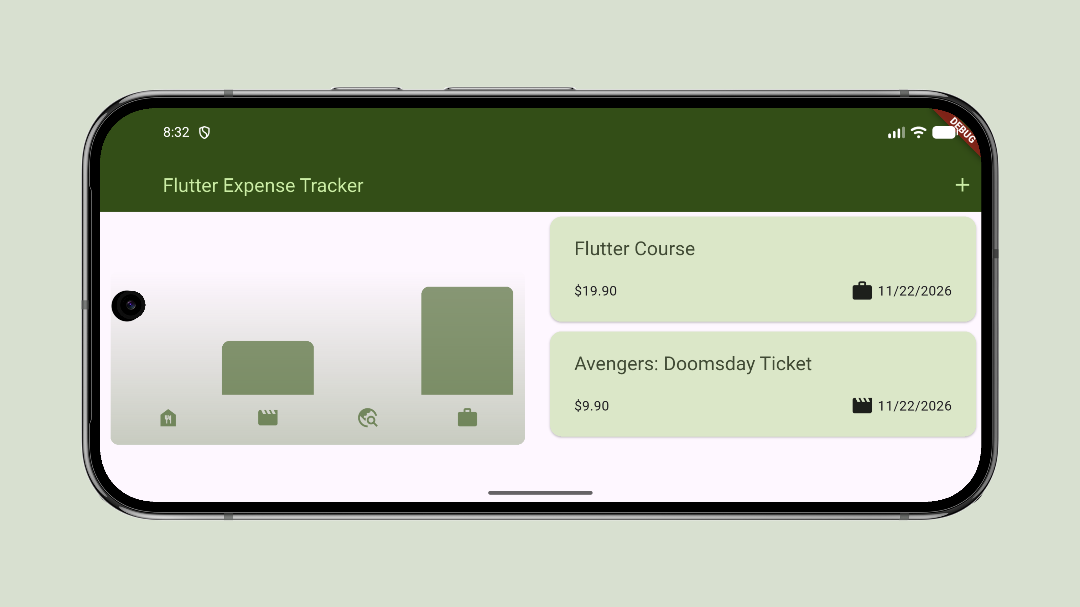 8:32
DEBUG
Flutter Expense Tracker
+
Flutter Course
$19.90 11/22/2026
Avengers: Doomsday Ticket
$9.90 11/22/2026